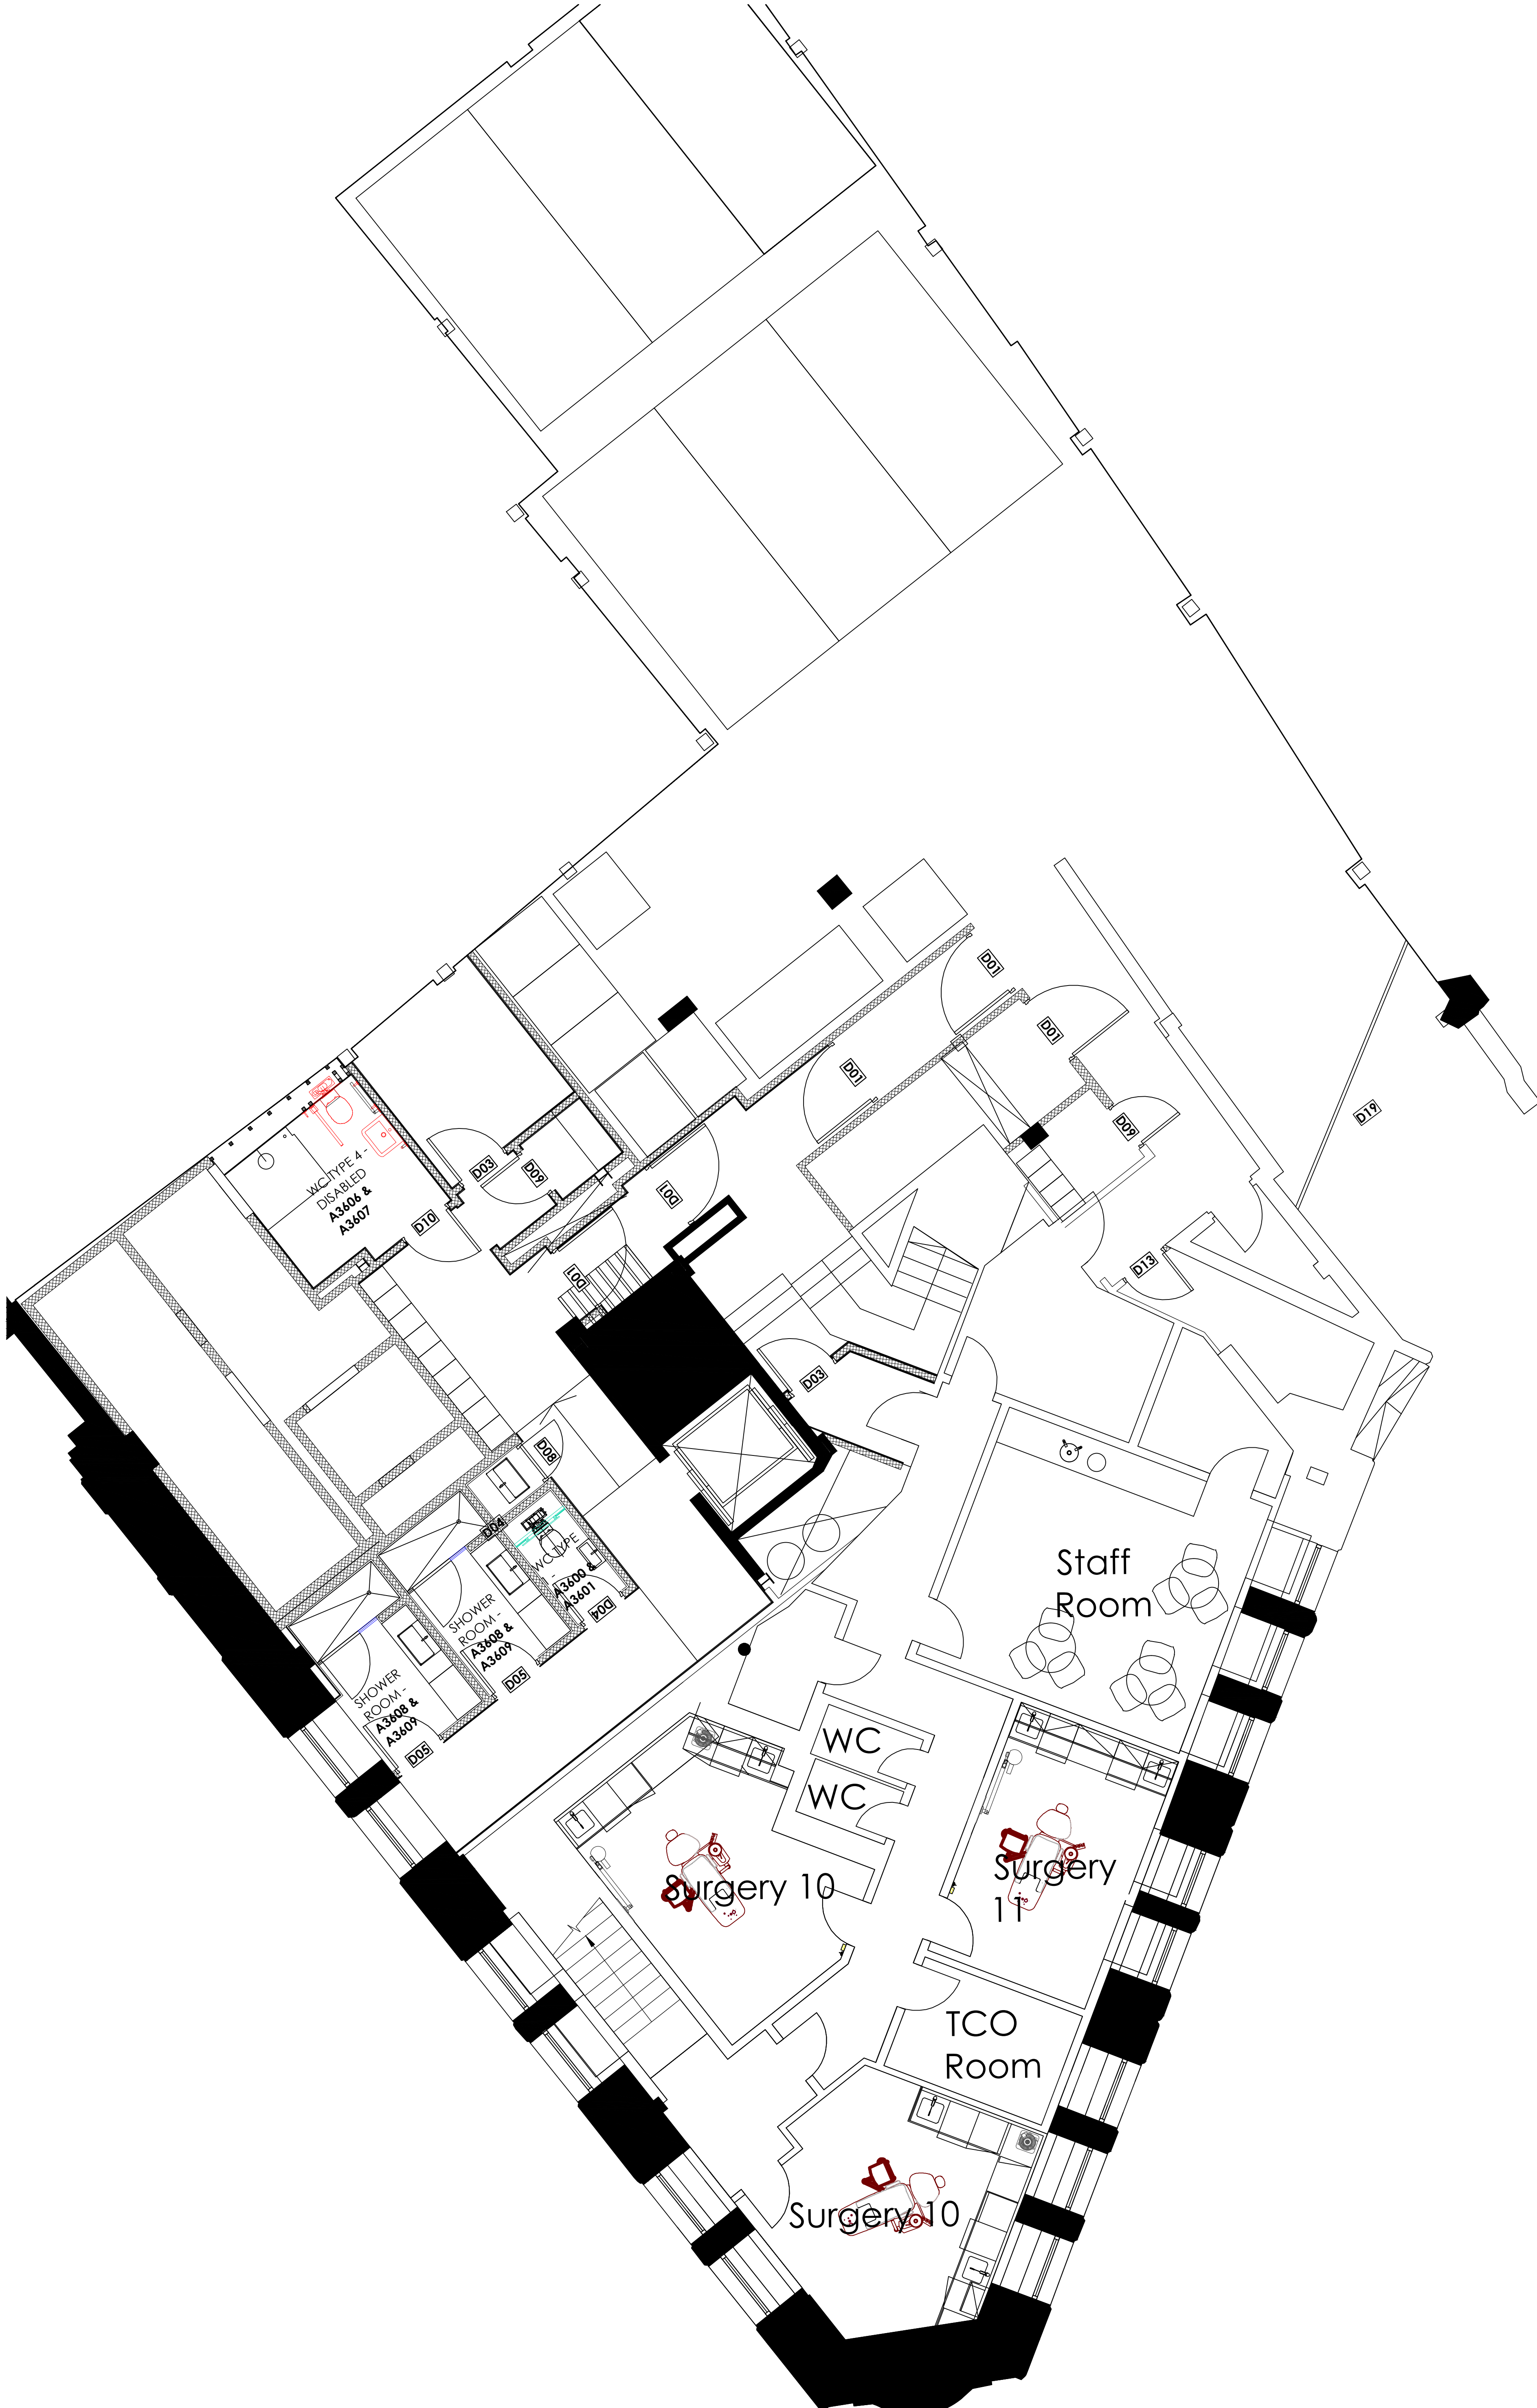 D01
D01
D01
D09
D19
WC TYPE 4 -
DISABLED
A3606 &
A3607
D10
D03
D09
D01
D01
D13
D03
D08
D04
WC TYPE
-
A3600 &
A3601
D04
SHOWER
ROOM -
A3608 &
A3609
D05
SHOWER
ROOM -
A3608 &
A3609
D05
Staff
Room
WC
WC
Surgery 10
Surgery
11
TCO
Room
Surgery 10